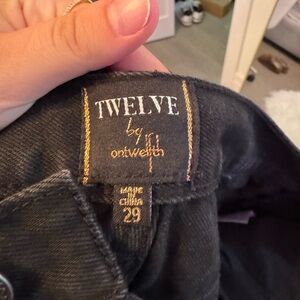 TWELVE
by
ontwelfth
MADE IN
CHINA
29